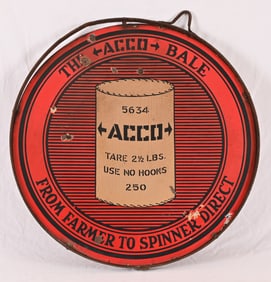 THE ACCO BALE
5634
ACCO
TARE 2½ LBS.
USE NO HOOKS
250
FROM FARMER TO SPINNER DIRECT